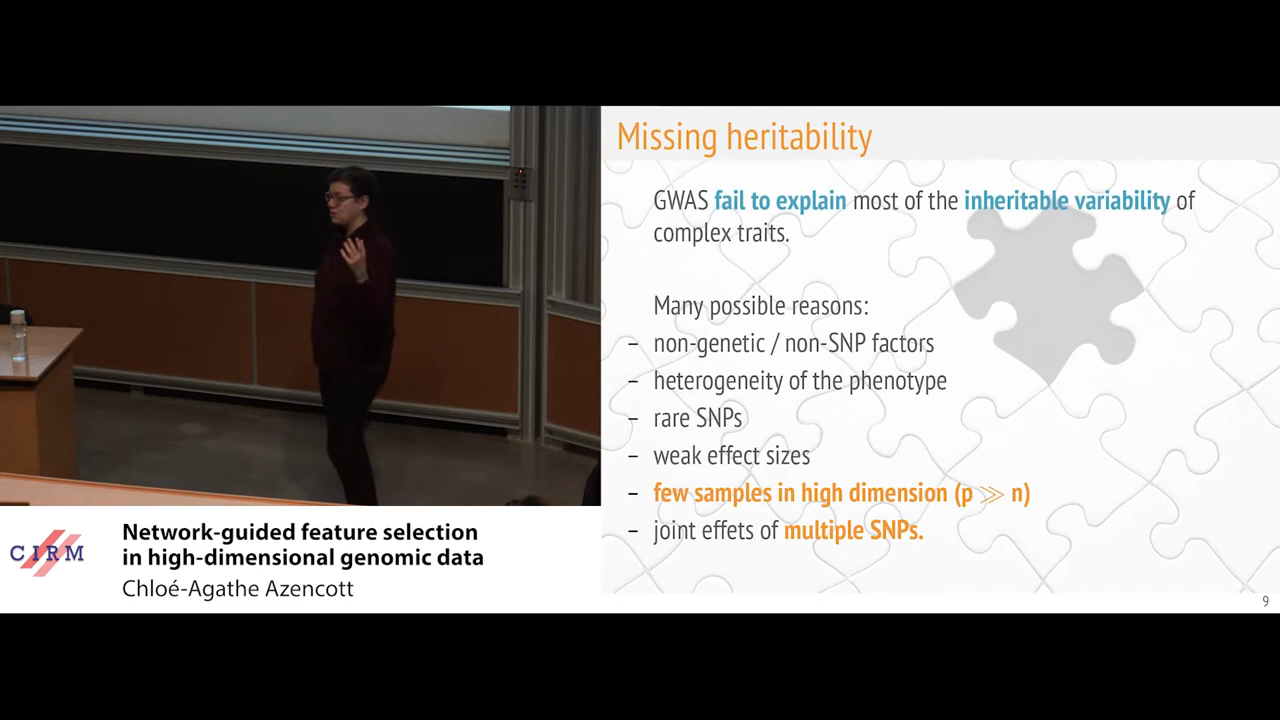 Missing heritability
GWAS fail to explain most of the inheritable variability of
complex traits.
Many possible reasons:
– non-genetic / non-SNP factors
– heterogeneity of the phenotype
– rare SNPs
– weak effect sizes
– few samples in high dimension (p ≫ n)
– joint effets of multiple SNPs.
9
CIRM
Network-guided feature selection
in high-dimensional genomic data
Chloé-Agathe Azencott